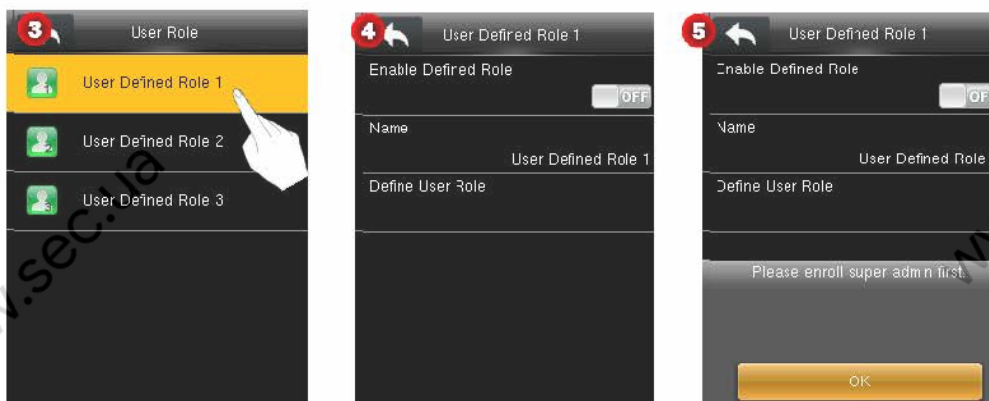 3
User Role
User Defined Role 1
User Defined Role 2
User Defined Role 3
4
User Defined Role 1
Enable Defined Role
OFF
Name
User Defined Role 1
Define User Role
5
User Defined Role 1
Enable Defined Role
OF
Name
User Defined Role
Define User Role
Please enroll super admin first.
OK
.sec.ua